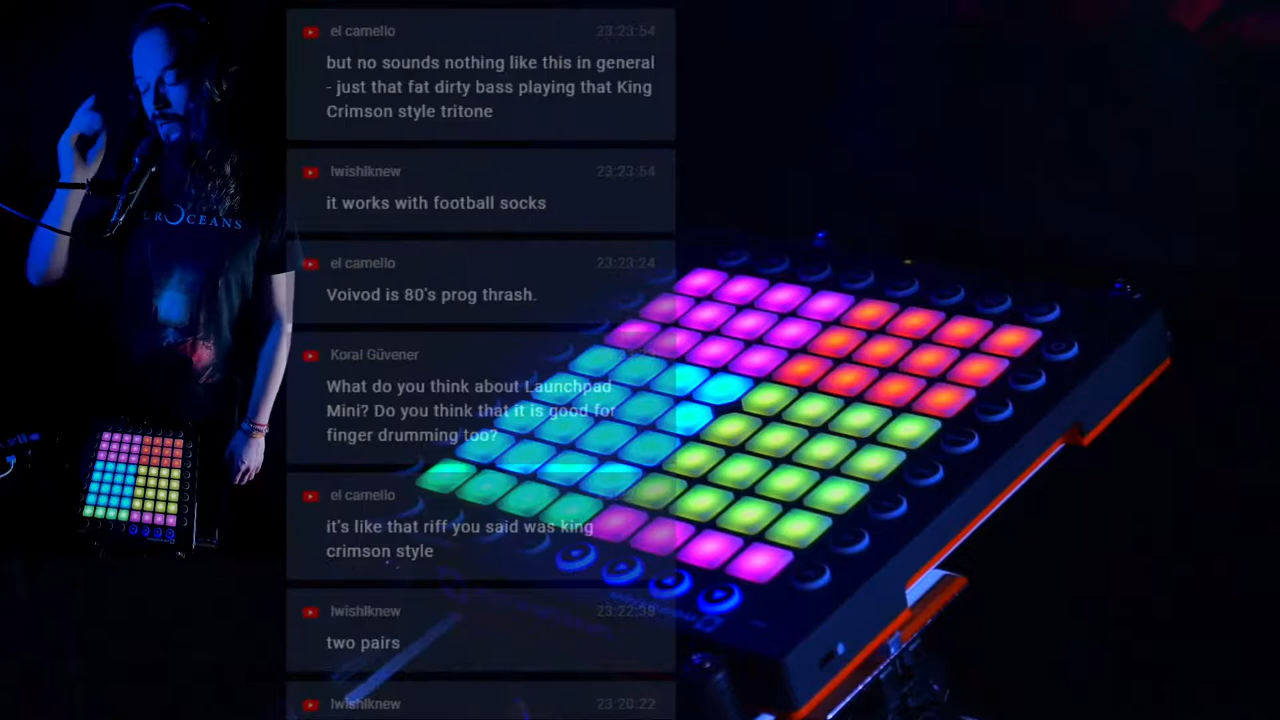 el camello 23:23:54
but no sounds nothing like this in general
- just that fat dirty bass playing that King
Crimson style tritone
IwishIknew 23:23:54
it works with football socks
el camello 23:23:24
Voivod is 80's prog thrash.
Koral Güvener
What do you think about Launchpad
Mini? Do you think that it is good for
finger drumming too?
el camello
it's like that riff you said was king
crimson style
IwishIknew 23:22:38
two pairs
IwishIknew 23:20:22
OCEANS